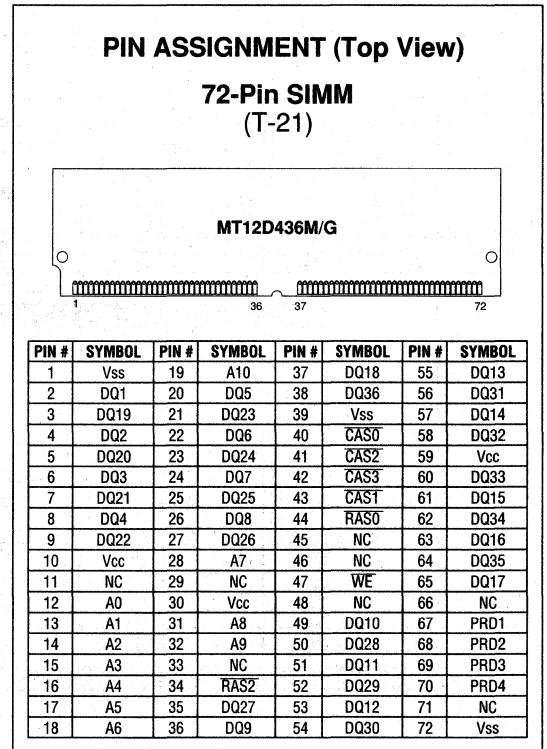 PIN ASSIGNMENT (Top View)
72-Pin SIMM
(T-21)
MT12D436M/G
1 36 37 72
PIN # SYMBOL PIN # SYMBOL PIN # SYMBOL PIN # SYMBOL
1 Vss 19 A10 37 DQ18 55 DQ13
2 DQ1 20 DQ5 38 DQ36 56 DQ31
3 DQ19 21 DQ23 39 Vss 57 DQ14
4 DQ2 22 DQ6 40 C̅A̅S̅0̅ 58 DQ32
5 DQ20 23 DQ24 41 C̅A̅S̅2̅ 59 Vcc
6 DQ3 24 DQ7 42 C̅A̅S̅3̅ 60 DQ33
7 DQ21 25 DQ25 43 C̅A̅S̅1̅ 61 DQ15
8 DQ4 26 DQ8 44 R̅A̅S̅0̅ 62 DQ34
9 DQ22 27 DQ26 45 NC 63 DQ16
10 Vcc 28 A7 46 NC 64 DQ35
11 NC 29 NC 47 W̅E̅ 65 DQ17
12 A0 30 Vcc 48 NC 66 NC
13 A1 31 A8 49 DQ10 67 PRD1
14 A2 32 A9 50 DQ28 68 PRD2
15 A3 33 NC 51 DQ11 69 PRD3
16 A4 34 R̅A̅S̅2̅ 52 DQ29 70 PRD4
17 A5 35 DQ27 53 DQ12 71 NC
18 A6 36 DQ9 54 DQ30 72 Vss